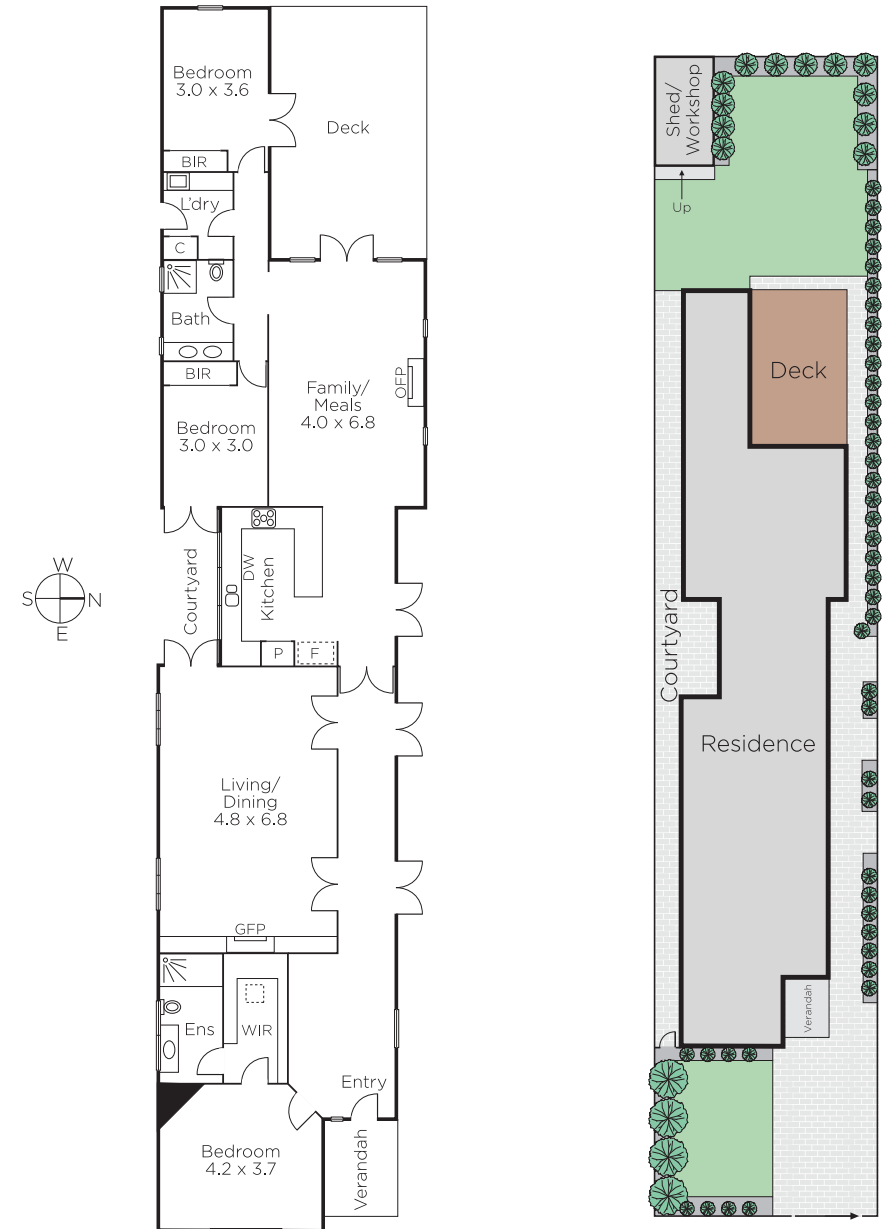 Bedroom
3.0 x 3.6
Deck
BIR
L'dry
C
Bath
BIR
Family/
Meals
4.0 x 6.8
OFP
Bedroom
3.0 x 3.0
Courtyard
DW
Kitchen
P
F
W
S
N
E
Living/
Dining
4.8 x 6.8
GFP
Ens
WIR
Entry
Bedroom
4.2 x 3.7
Verandah
Shed/
Workshop
Up
Deck
Courtyard
Residence
Verandah